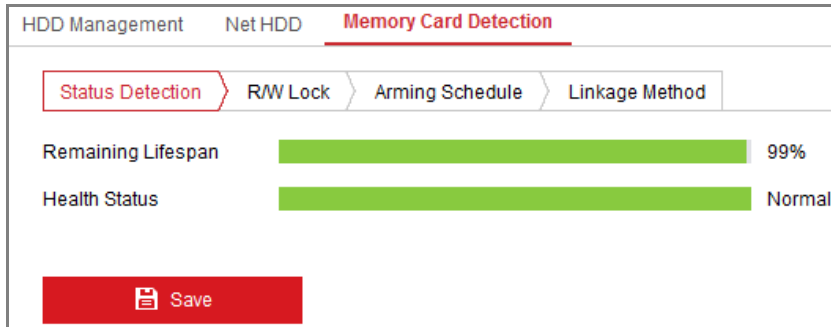 HDD Management Net HDD Memory Card Detection
Status Detection R/W Lock Arming Schedule Linkage Method
Remaining Lifespan 99%
Health Status Normal
Save